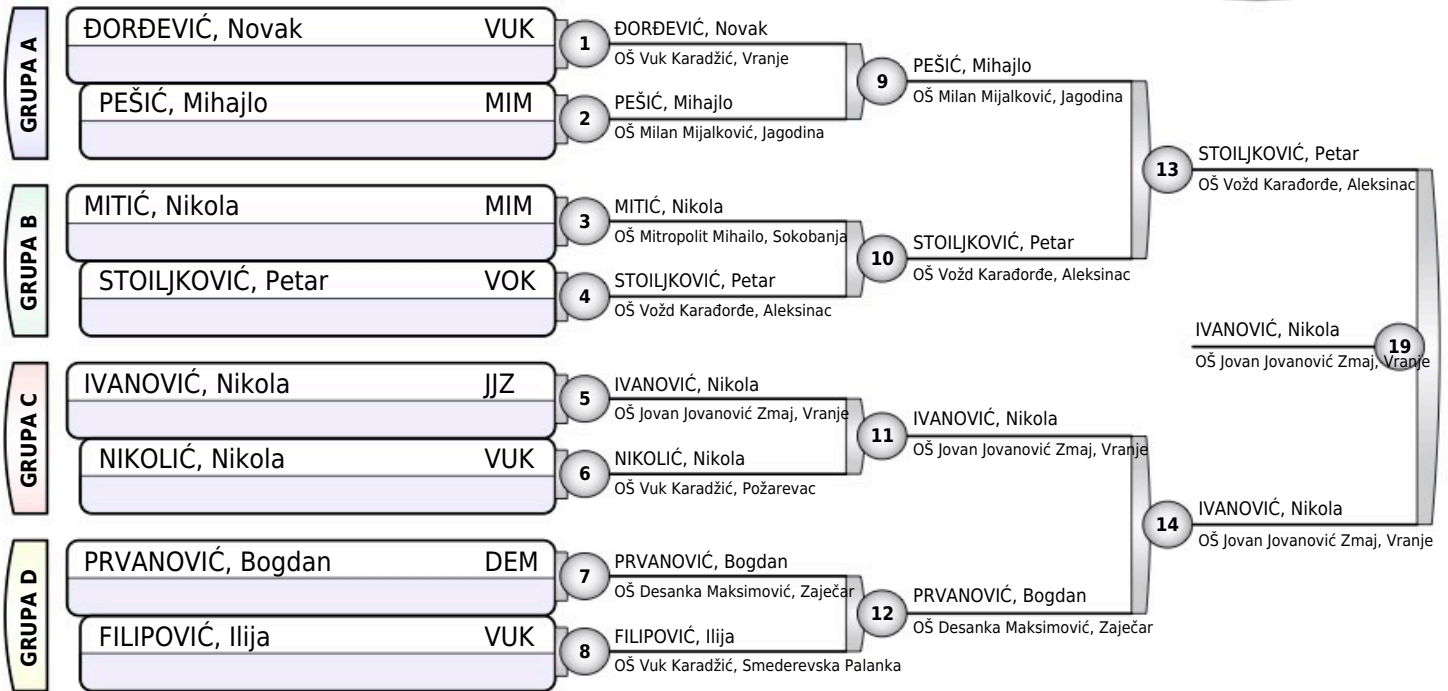 GRUPA A
ĐORĐEVIĆ, Novak VUK
PEŠIĆ, Mihajlo MIM
1
ĐORĐEVIĆ, Novak
OŠ Vuk Karadžić, Vranje
2
PEŠIĆ, Mihajlo
OŠ Milan Mijalković, Jagodina
9
PEŠIĆ, Mihajlo
OŠ Milan Mijalković, Jagodina
GRUPA B
MITIĆ, Nikola MIM
STOILJKOVIĆ, Petar VOK
3
MITIĆ, Nikola
OŠ Mitropolit Mihailo, Sokobanja
4
STOILJKOVIĆ, Petar
OŠ Vožd Karađorđe, Aleksinac
10
STOILJKOVIĆ, Petar
OŠ Vožd Karađorđe, Aleksinac
13
STOILJKOVIĆ, Petar
OŠ Vožd Karađorđe, Aleksinac
GRUPA C
IVANOVIĆ, Nikola JJZ
NIKOLIĆ, Nikola VUK
5
IVANOVIĆ, Nikola
OŠ Jovan Jovanović Zmaj, Vranje
6
NIKOLIĆ, Nikola
OŠ Vuk Karadžić, Požarevac
11
IVANOVIĆ, Nikola
OŠ Jovan Jovanović Zmaj, Vranje
GRUPA D
PRVANOVIĆ, Bogdan DEM
FILIPOVIĆ, Ilija VUK
7
PRVANOVIĆ, Bogdan
OŠ Desanka Maksimović, Zaječar
8
FILIPOVIĆ, Ilija
OŠ Vuk Karadžić, Smederevska Palanka
12
PRVANOVIĆ, Bogdan
OŠ Desanka Maksimović, Zaječar
14
IVANOVIĆ, Nikola
OŠ Jovan Jovanović Zmaj, Vranje
19
IVANOVIĆ, Nikola
OŠ Jovan Jovanović Zmaj, Vranje